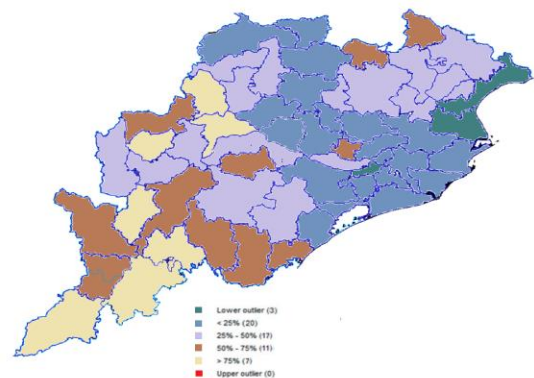 Lower outlier (3)
< 25% (20)
25% - 50% (17)
50% - 75% (11)
> 75% (7)
Upper outlier (0)